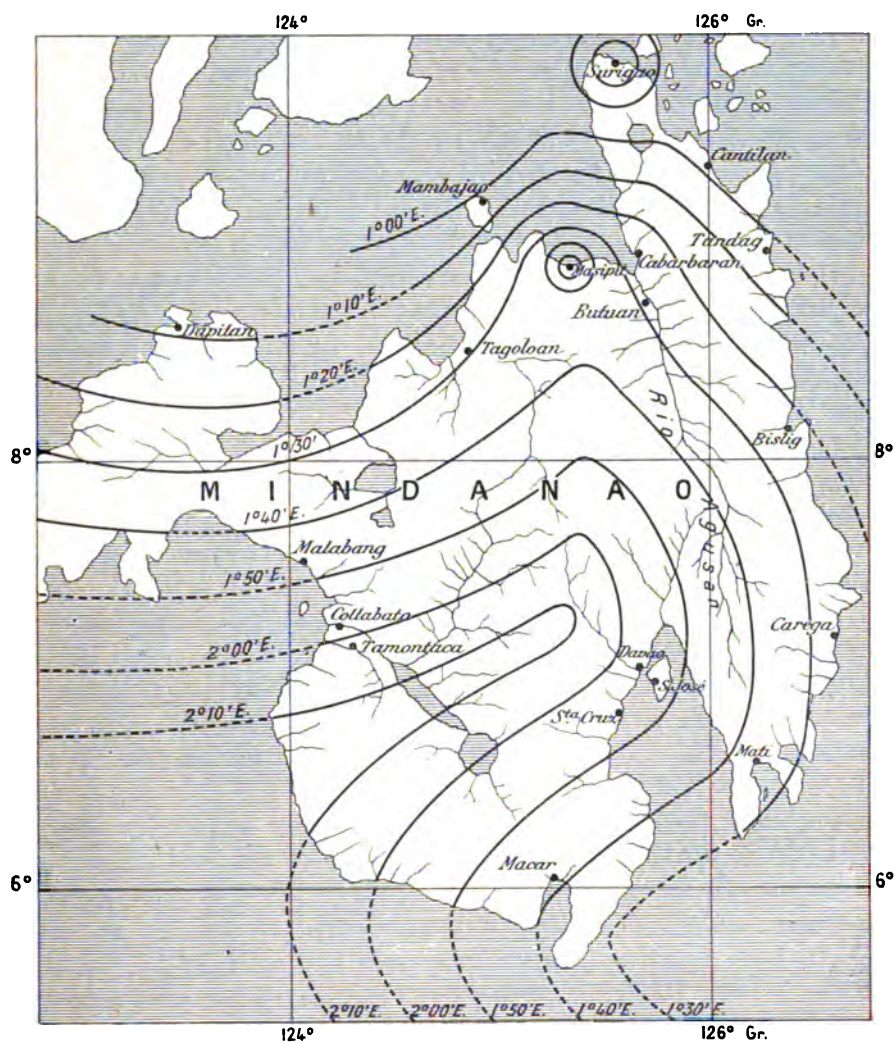 124°
126° Gr.
Surigao
Cantilan
Mambajao
1°00'E.
Tandag
Cabarbaran
Masipit
1°10'E.
Butuan
Dapitan
Tagoloan
1°20'E.
Rio
Bislig
1°30'
8°
8°
MINDANAO
1°40'E.
Agusan
Malabang
1°50'E.
Collabato
Carega
Tamontaca
2°00'E.
Davao
S. José
2°10'E.
Sta Cruz
Mati
Macar
6°
6°
2°10'E. 2°00'E. 1°50'E. 1°40'E. 1°30'E.
124°
126° Gr.